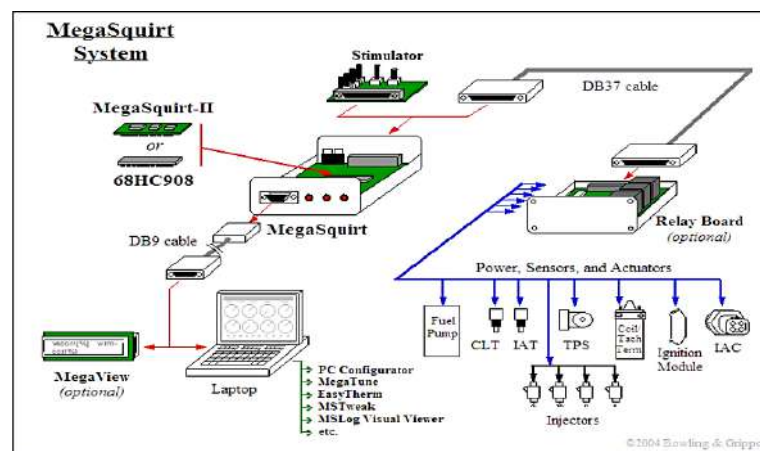 MegaSquirt
System
Stimulator
DB37 cable
MegaSquirt-II
or
68HC908
MegaSquirt
Relay Board
(optional)
DB9 cable
Power, Sensors, and Actuators
Fuel
Pump
CLT
IAT
TPS
Coil/
Tach
Term
Ignition
Module
IAC
MegaView
(optional)
Laptop
PC Configurator
MegaTune
EasyTherm
MSTweak
MSLog Visual Viewer
etc.
Injectors
©2004 Bowling & Grippo